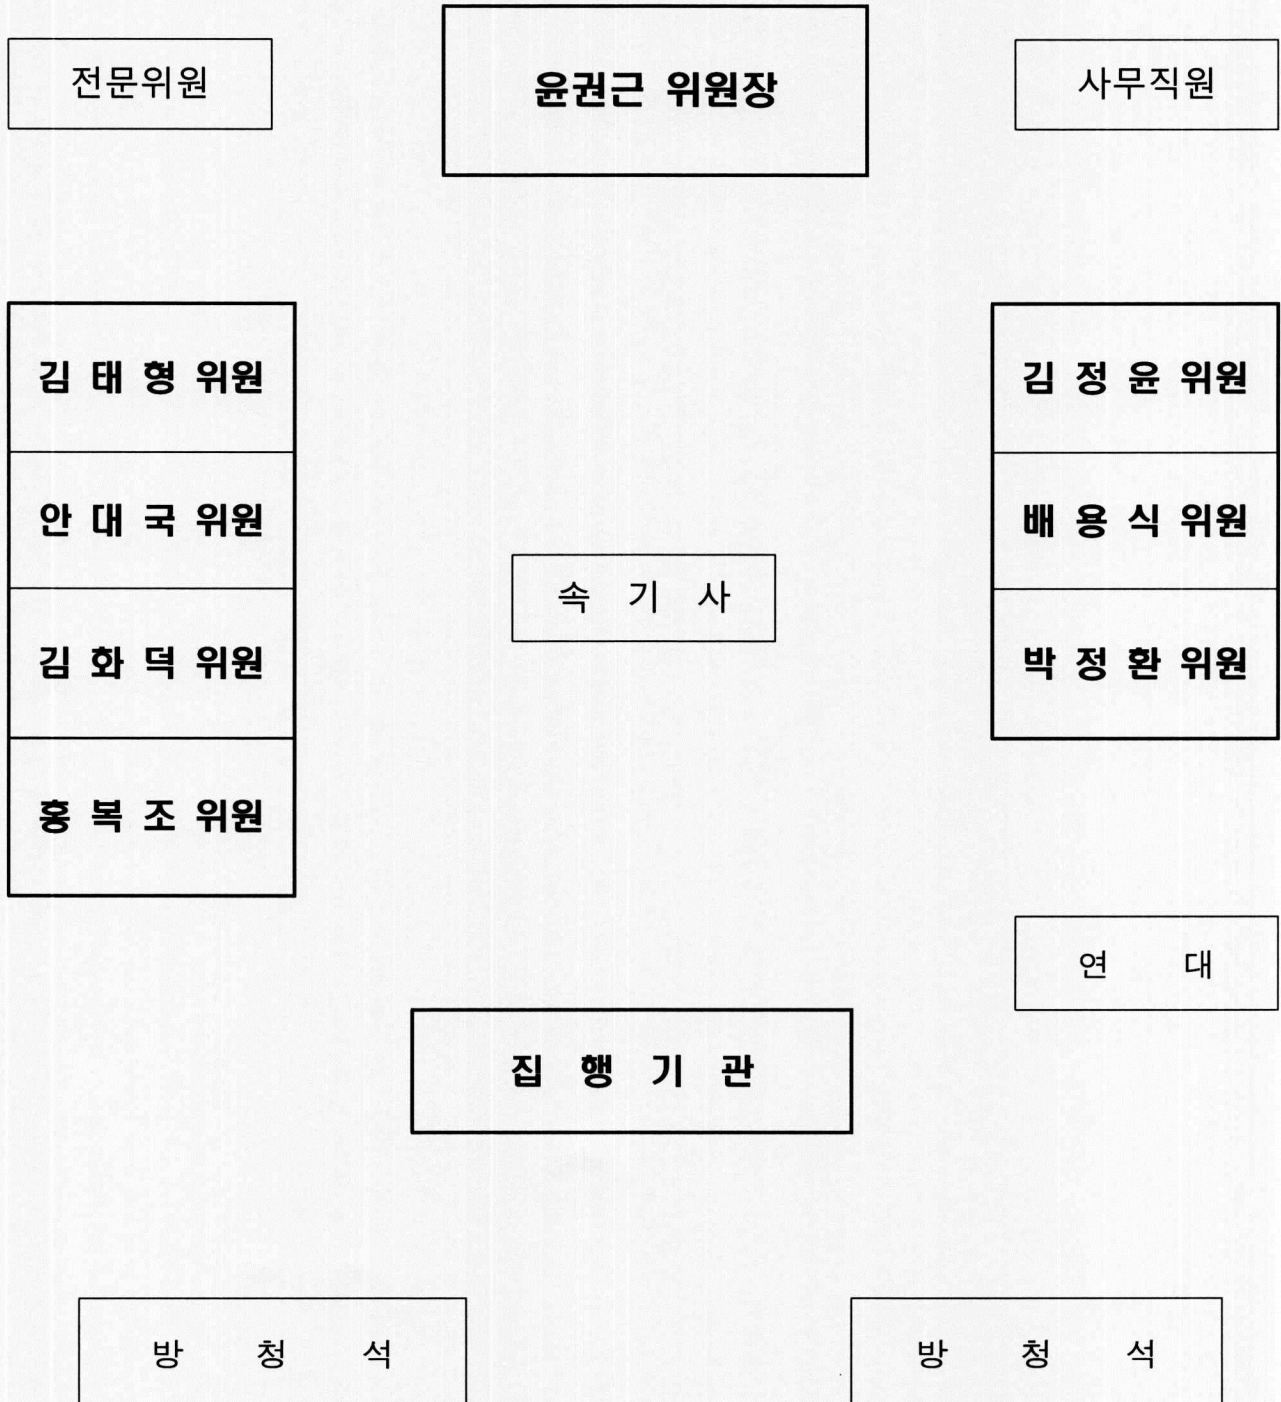 전문위원
윤권근 위원장
사무직원
김 태 형 위원
안 대 국 위원
김 화 덕 위원
홍 복 조 위원
속 기 사
김 정 윤 위원
배 용 식 위원
박 정 환 위원
연 대
집 행 기 관
방 청 석
방 청 석